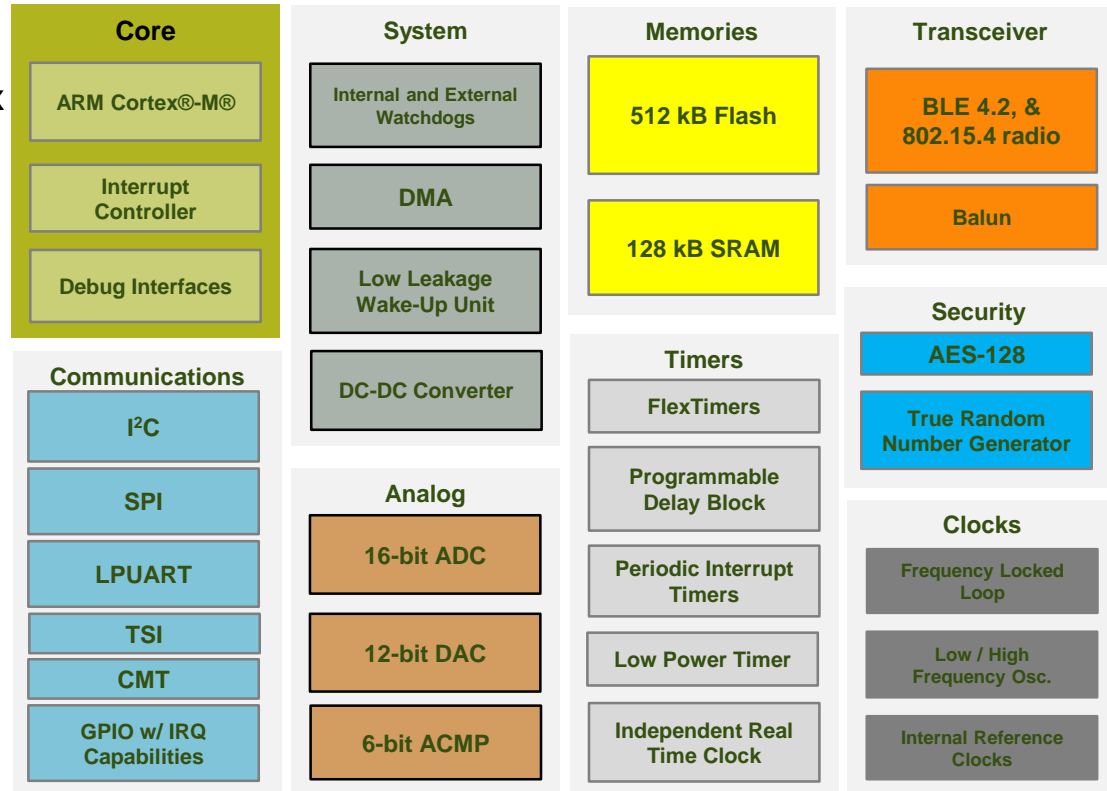 Core
ARM Cortex®-M®
Interrupt
Controller
Debug Interfaces
Communications
I²C
SPI
LPUART
TSI
CMT
GPIO w/ IRQ
Capabilities
System
Internal and External
Watchdogs
DMA
Low Leakage
Wake-Up Unit
DC-DC Converter
Analog
16-bit ADC
12-bit DAC
6-bit ACMP
Memories
512 kB Flash
128 kB SRAM
Timers
FlexTimers
Programmable
Delay Block
Periodic Interrupt
Timers
Low Power Timer
Independent Real
Time Clock
Transceiver
BLE 4.2, &
802.15.4 radio
Balun
Security
AES-128
True Random
Number Generator
Clocks
Frequency Locked
Loop
Low / High
Frequency Osc.
Internal Reference
Clocks